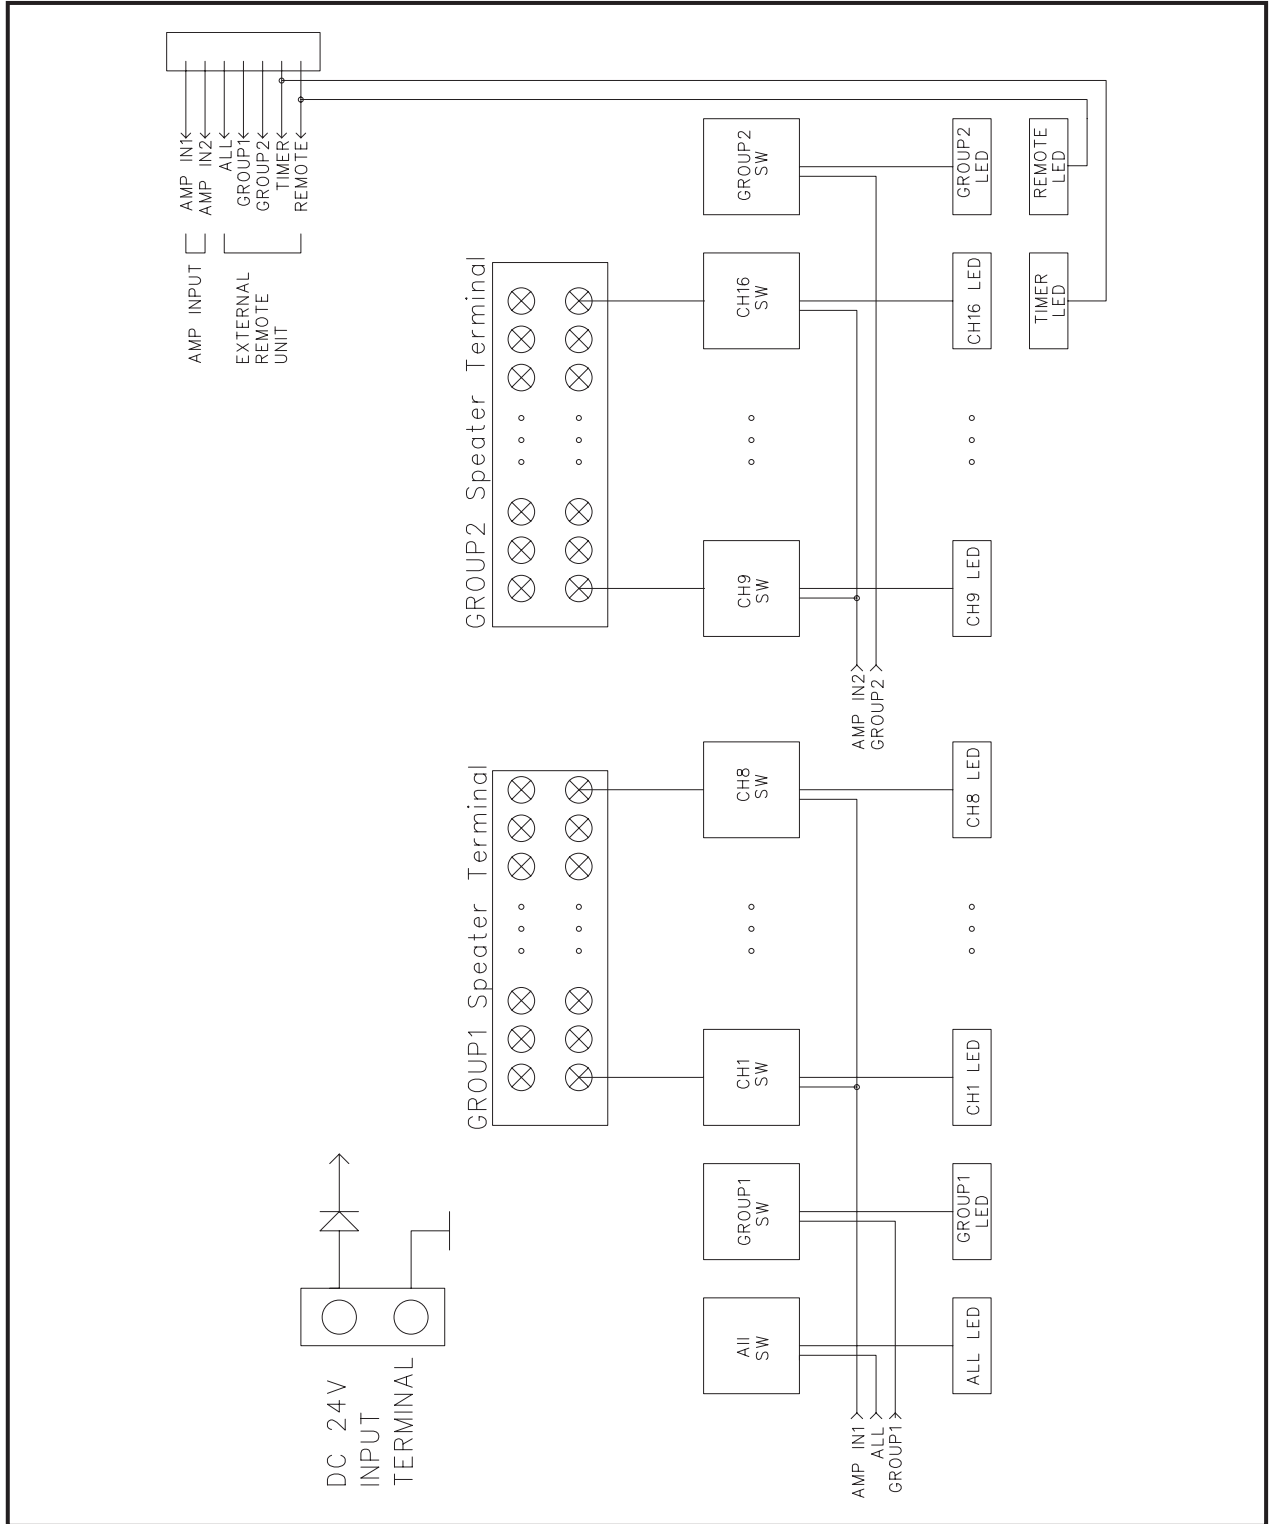 AMP IN1
AMP IN2
ALL
GROUP1
GROUP2
TIMER
REMOTE
AMP INPUT
EXTERNAL
REMOTE
UNIT
GROUP2 Speater Terminal
GROUP2
SW
CH16
SW
CH9
SW
GROUP2
LED
REMOTE
LED
CH16 LED
TIMER
LED
CH9 LED
AMP IN2
GROUP2
GROUP1 Speater Terminal
CH8
SW
CH1
SW
GROUP1
SW
All
SW
CH8 LED
CH1 LED
GROUP1
LED
ALL LED
AMP IN1
ALL
GROUP1
DC 24V
INPUT
TERMINAL